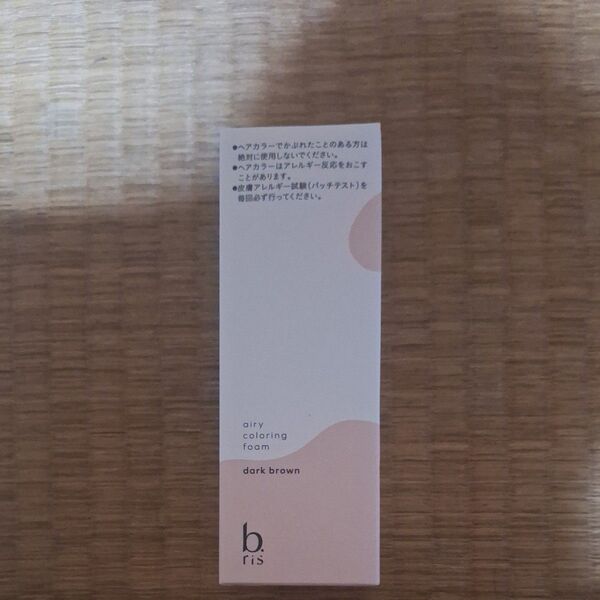 ●ヘアカラーでかぶれたことのある方は
絶対に使用しないでください。
●ヘアカラーはアレルギー反応をおこす
ことがあります。
●皮膚アレルギー試験(パッチテスト)を
毎回必ず行ってください。
airy
coloring
foam
dark brown
b.
ris